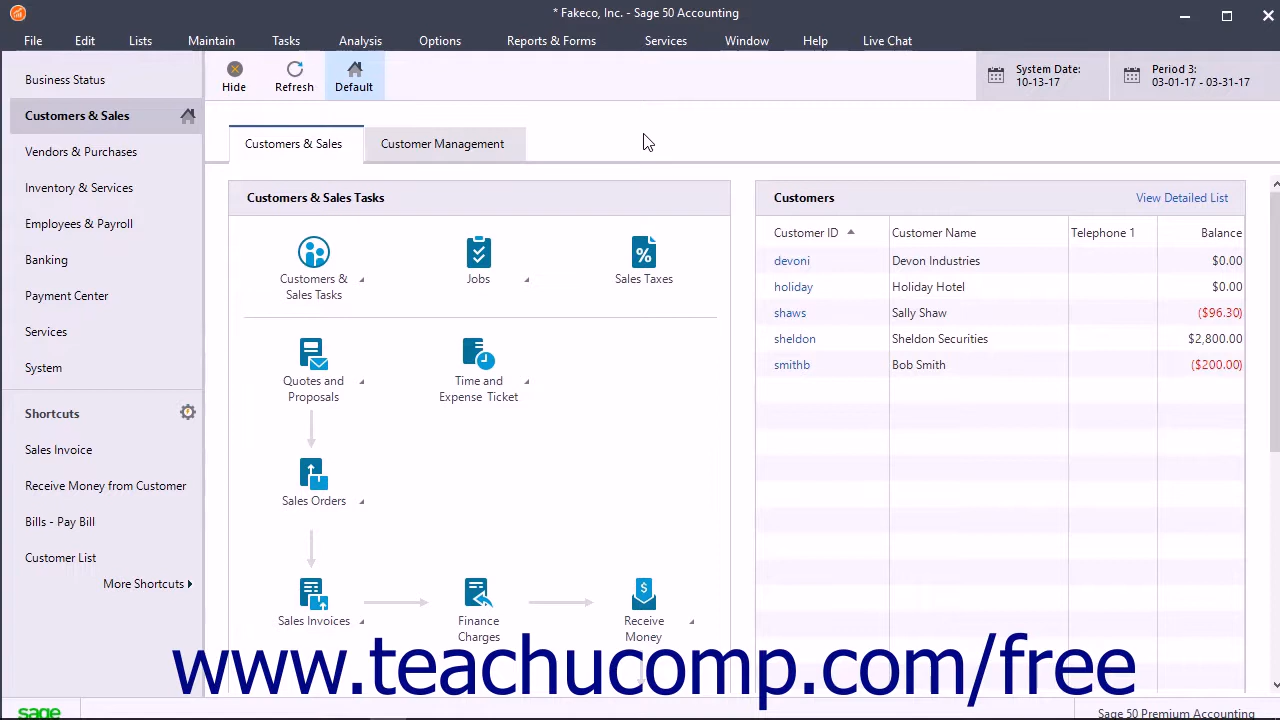 * Fakeco, Inc. - Sage 50 Accounting
File Edit Lists Maintain Tasks Analysis Options Reports & Forms Services Window Help Live Chat
Business Status
Customers & Sales
Vendors & Purchases
Inventory & Services
Employees & Payroll
Banking
Payment Center
Services
System
Shortcuts
Sales Invoice
Receive Money from Customer
Bills - Pay Bill
Customer List
More Shortcuts
Hide Refresh Default
System Date:
10-13-17
Period 3:
03-01-17 - 03-31-17
Customers & Sales Customer Management
Customers & Sales Tasks
Customers &
Sales Tasks
Jobs
Sales Taxes
Quotes and
Proposals
Time and
Expense Ticket
Sales Orders
Sales Invoices
Finance
Charges
Receive
Money
Customers View Detailed List
Customer ID Customer Name Telephone 1 Balance
devoni Devon Industries $0.00
holiday Holiday Hotel $0.00
shaws Sally Shaw ($96.30)
sheldon Sheldon Securities $2,800.00
smithb Bob Smith ($200.00)
www.teachucomp.com/free
sage
Sage 50 Premium Accounting